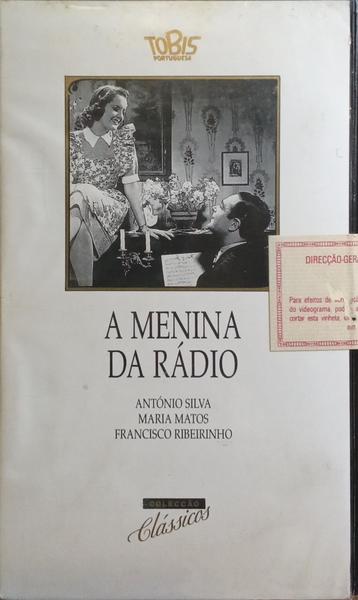 TOBIS
PORTUGUESA
DIRECÇÃO-GER
Para efeitos de
do videograma, pod
cortar esta vinheta,
A MENINA
DA RÁDIO
ANTÓNIO SILVA
MARIA MATOS
FRANCISCO RIBEIRINHO
COLECÇÃO
Clássicos